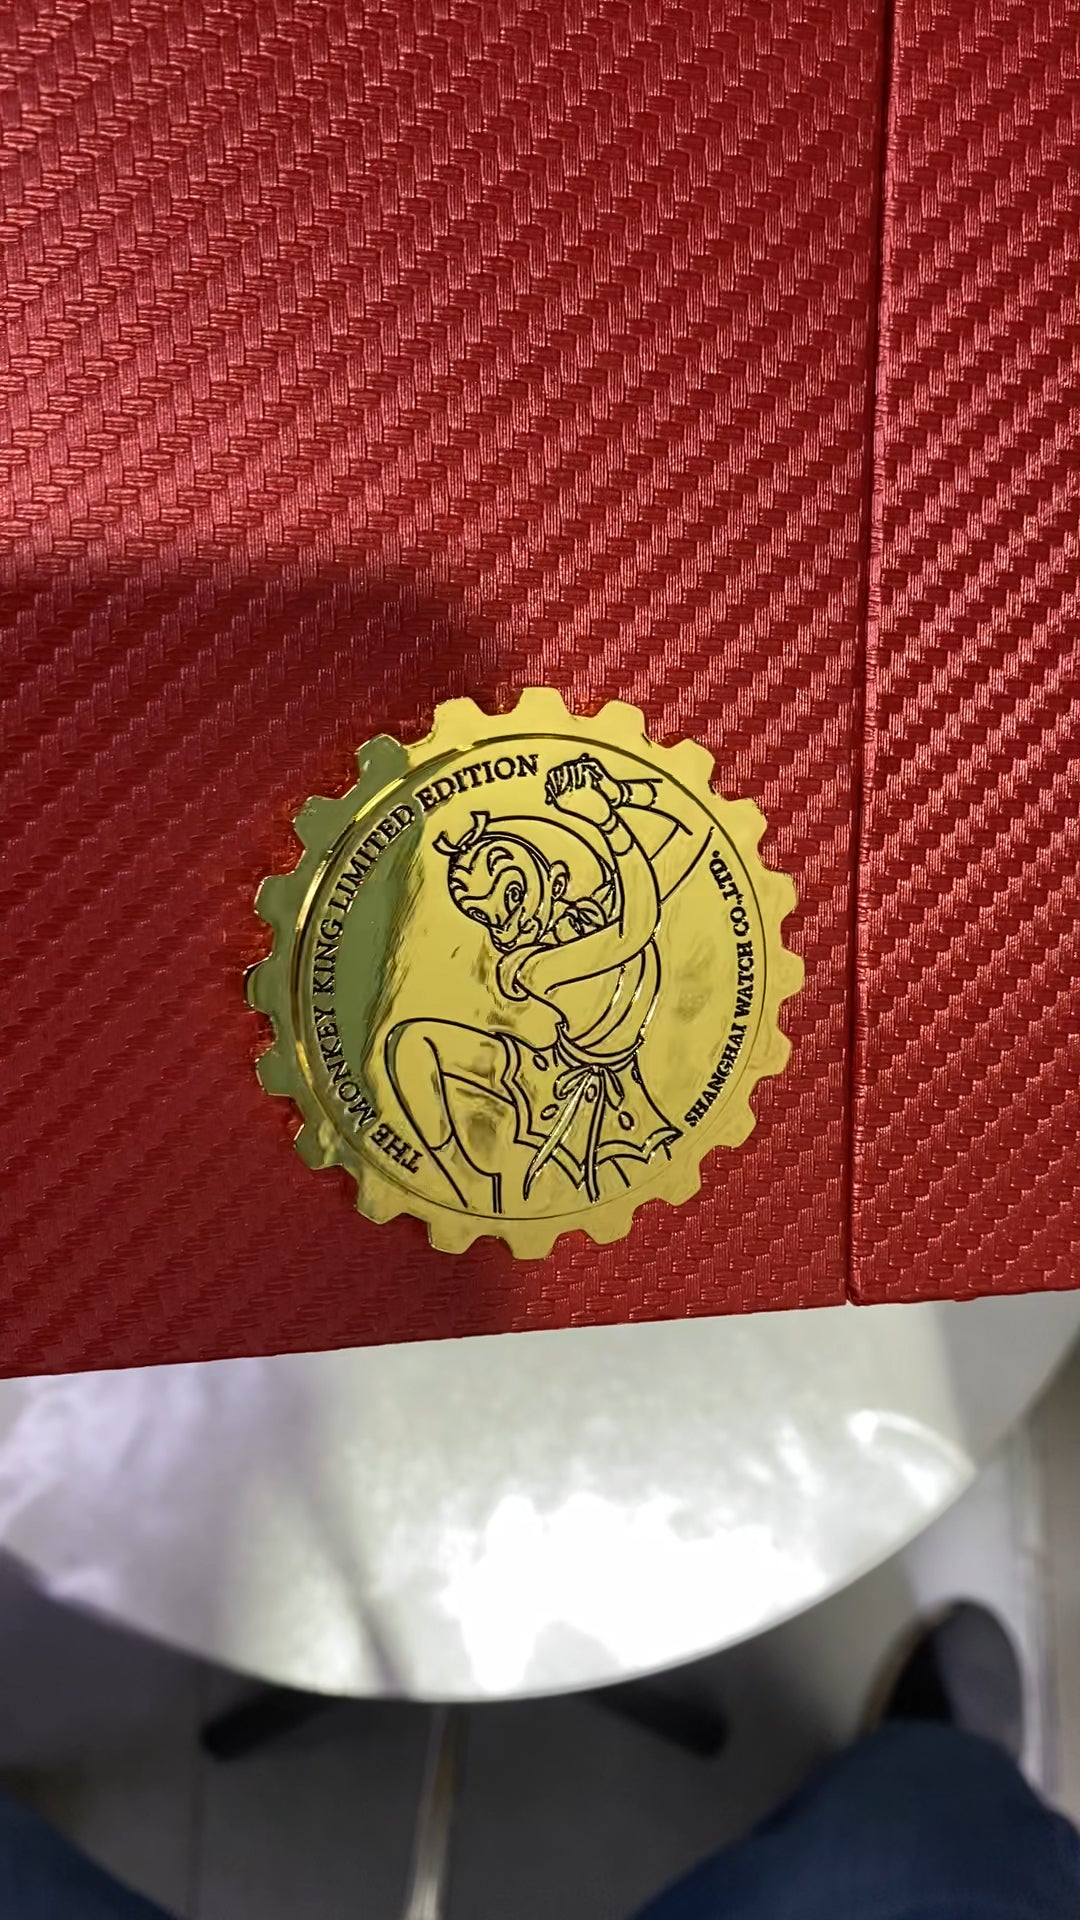 THE MONKEY KING LIMITED EDITION
SHANGHAI WATCH CO.,LTD.